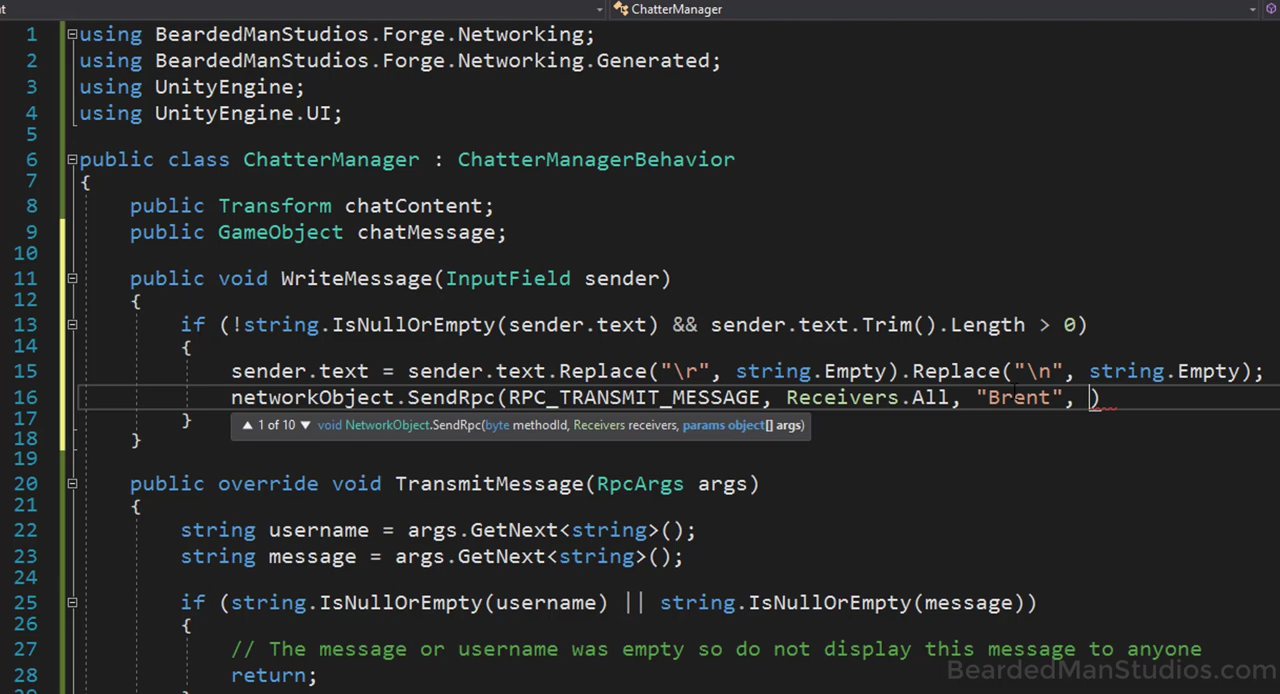 ChatterManager
1 using BeardedManStudios.Forge.Networking;
2 using BeardedManStudios.Forge.Networking.Generated;
3 using UnityEngine;
4 using UnityEngine.UI;
5
6 public class ChatterManager : ChatterManagerBehavior
7 {
8 public Transform chatContent;
9 public GameObject chatMessage;
10
11 public void WriteMessage(InputField sender)
12 {
13 if (!string.IsNullOrEmpty(sender.text) && sender.text.Trim().Length > 0)
14 {
15 sender.text = sender.text.Replace("\r", string.Empty).Replace("\n", string.Empty);
16 networkObject.SendRpc(RPC_TRANSMIT_MESSAGE, Receivers.All, "Brent", )
17 }
▲ 1 of 10 ▼ void NetworkObject.SendRpc(byte methodId, Receivers receivers, params object[] args)
18 }
19
20 public override void TransmitMessage(RpcArgs args)
21 {
22 string username = args.GetNext<string>();
23 string message = args.GetNext<string>();
24
25 if (string.IsNullOrEmpty(username) || string.IsNullOrEmpty(message))
26 {
27 // The message or username was empty so do not display this message to anyone
28 return;
BeardedManStudios.com